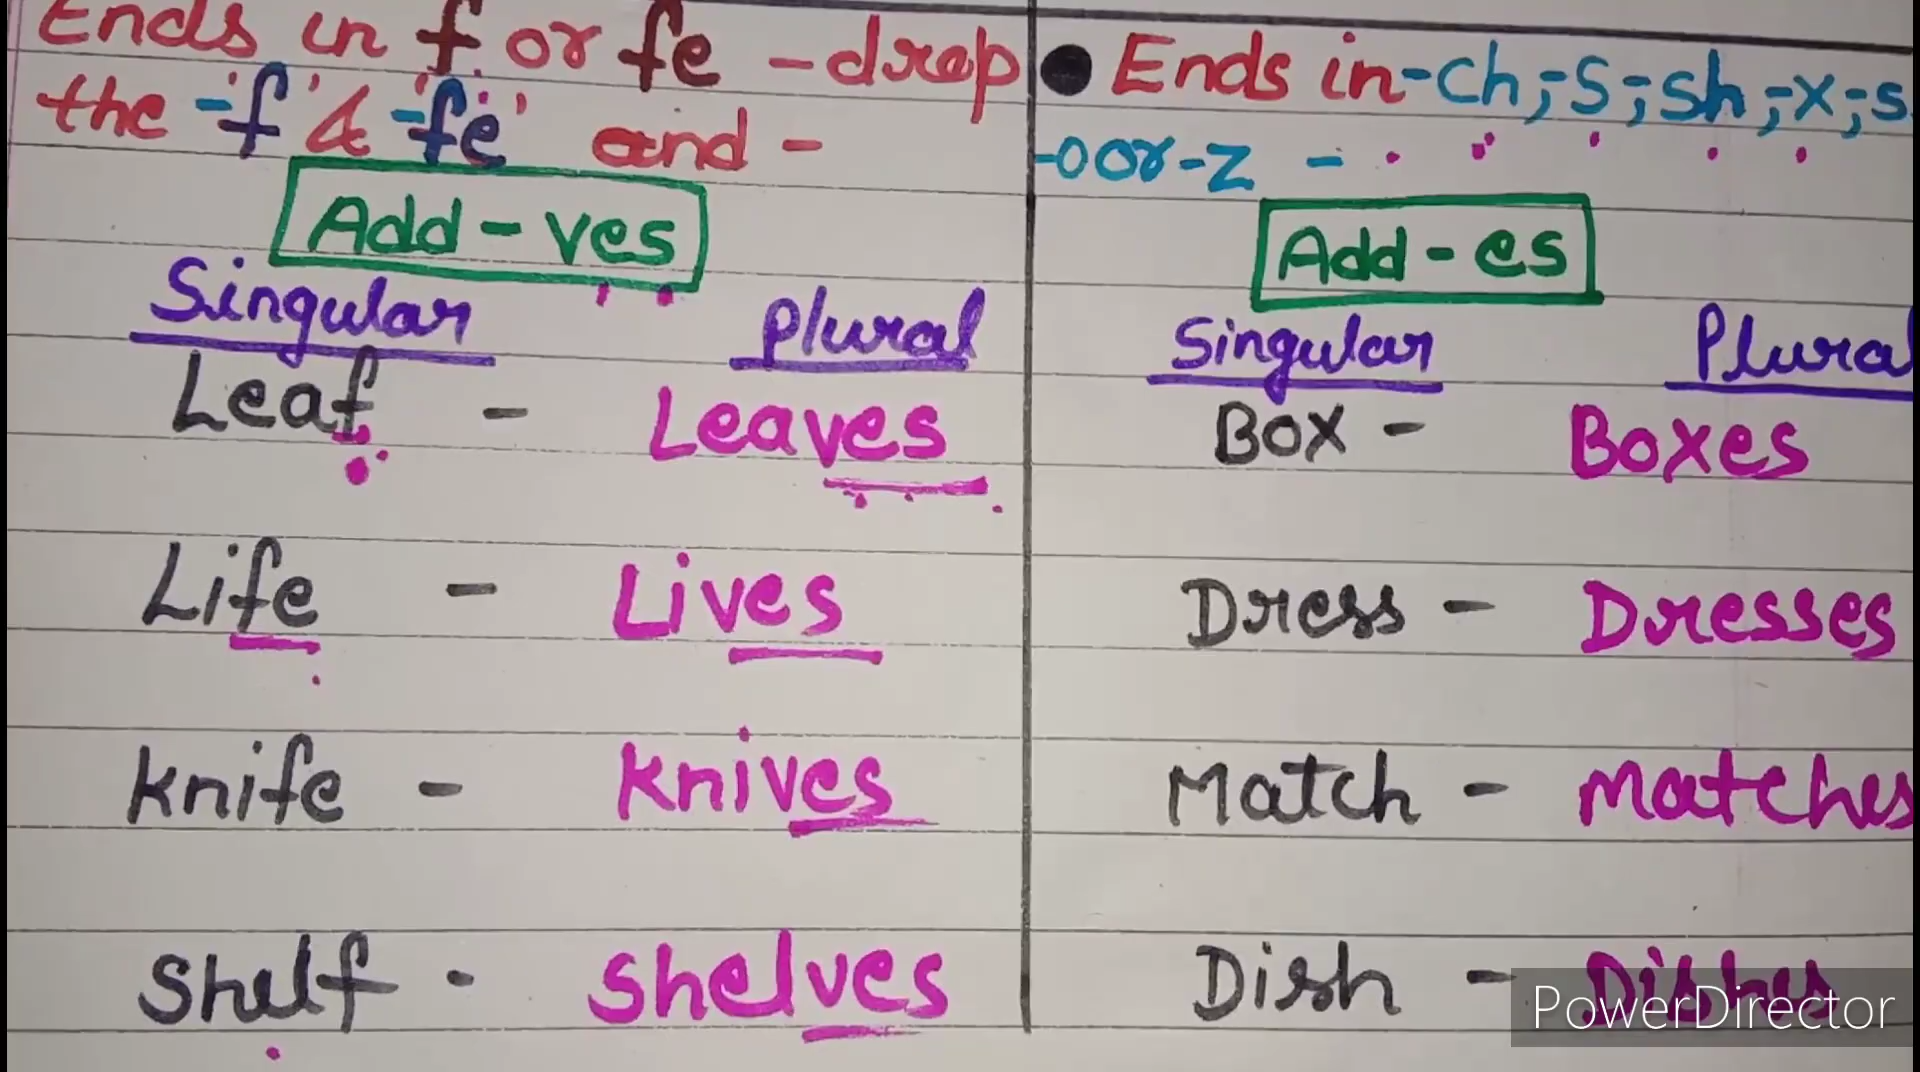 Ends in f or fe - drop
the -'f' & -'fe' and -
Add - ves
Singular Plural
Leaf - Leaves
Life - Lives
Knife - Knives
Shelf - Shelves
● Ends in -ch, -s, -sh, -x, -s
-o or -z -
Add - es
Singular Plural
Box - Boxes
Dress - Dresses
Match - Matches
Dish - Dishes
PowerDirector